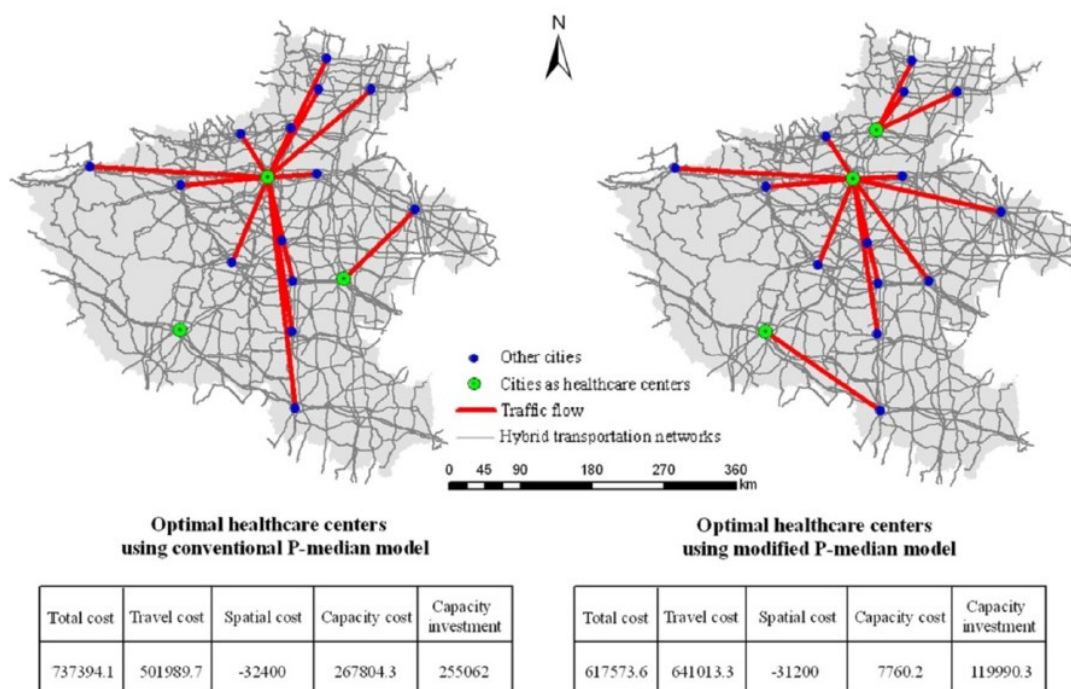 N
Other cities
Cities as healthcare centers
Traffic flow
Hybrid transportation networks
0 45 90 180 270 360
km
Optimal healthcare centers
using conventional P-median model
Total cost Travel cost Spatial cost Capacity cost Capacity investment
737394.1 501989.7 -32400 267804.3 255062
Optimal healthcare centers
using modified P-median model
Total cost Travel cost Spatial cost Capacity cost Capacity investment
617573.6 641013.3 -31200 7760.2 119990.3